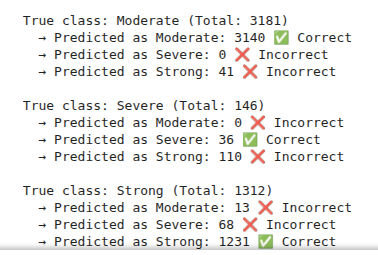 True class: Moderate (Total: 3181)
→ Predicted as Moderate: 3140 ✅ Correct
→ Predicted as Severe: 0 ❌ Incorrect
→ Predicted as Strong: 41 ❌ Incorrect
True class: Severe (Total: 146)
→ Predicted as Moderate: 0 ❌ Incorrect
→ Predicted as Severe: 36 ✅ Correct
→ Predicted as Strong: 110 ❌ Incorrect
True class: Strong (Total: 1312)
→ Predicted as Moderate: 13 ❌ Incorrect
→ Predicted as Severe: 68 ❌ Incorrect
→ Predicted as Strong: 1231 ✅ Correct